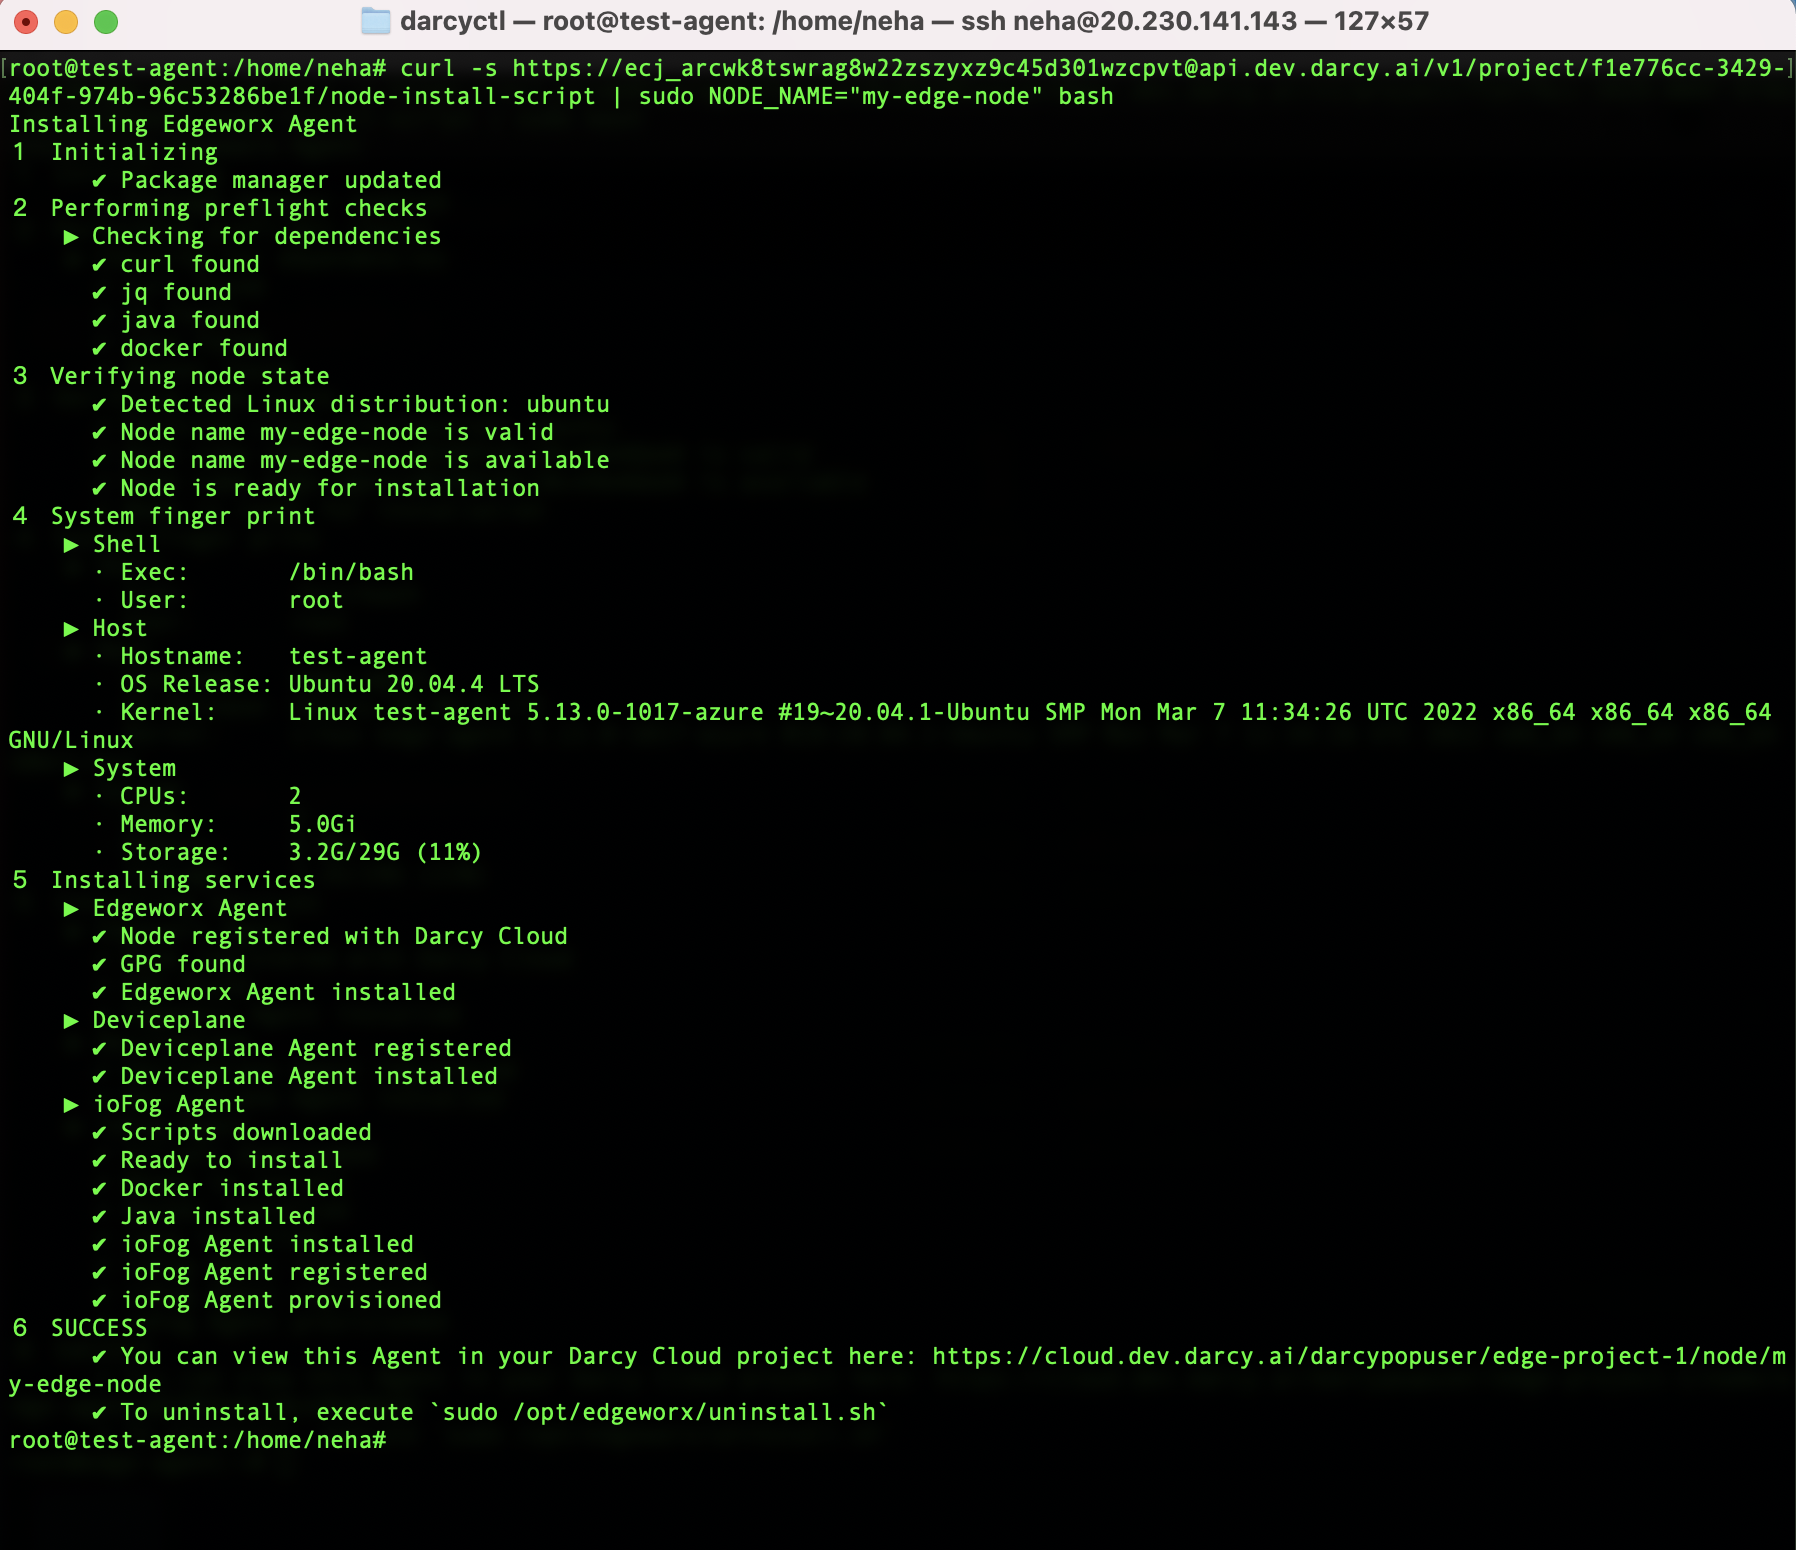 darcyctl — root@test-agent: /home/neha — ssh neha@20.230.141.143 — 127×57
[root@test-agent:/home/neha# curl -s https://ecj_arcwk8tswrag8w22zszyxz9c45d301wzcpvt@api.dev.darcy.ai/v1/project/f1e776cc-3429-]
404f-974b-96c53286be1f/node-install-script | sudo NODE_NAME="my-edge-node" bash
Installing Edgeworx Agent
1 Initializing
✔ Package manager updated
2 Performing preflight checks
▶ Checking for dependencies
✔ curl found
✔ jq found
✔ java found
✔ docker found
3 Verifying node state
✔ Detected Linux distribution: ubuntu
✔ Node name my-edge-node is valid
✔ Node name my-edge-node is available
✔ Node is ready for installation
4 System finger print
▶ Shell
· Exec: /bin/bash
· User: root
▶ Host
· Hostname: test-agent
· OS Release: Ubuntu 20.04.4 LTS
· Kernel: Linux test-agent 5.13.0-1017-azure #19~20.04.1-Ubuntu SMP Mon Mar 7 11:34:26 UTC 2022 x86_64 x86_64 x86_64
GNU/Linux
▶ System
· CPUs: 2
· Memory: 5.0Gi
· Storage: 3.2G/29G (11%)
5 Installing services
▶ Edgeworx Agent
✔ Node registered with Darcy Cloud
✔ GPG found
✔ Edgeworx Agent installed
▶ Deviceplane
✔ Deviceplane Agent registered
✔ Deviceplane Agent installed
▶ ioFog Agent
✔ Scripts downloaded
✔ Ready to install
✔ Docker installed
✔ Java installed
✔ ioFog Agent installed
✔ ioFog Agent registered
✔ ioFog Agent provisioned
6 SUCCESS
✔ You can view this Agent in your Darcy Cloud project here: https://cloud.dev.darcy.ai/darcypopuser/edge-project-1/node/m
y-edge-node
✔ To uninstall, execute `sudo /opt/edgeworx/uninstall.sh`
root@test-agent:/home/neha#